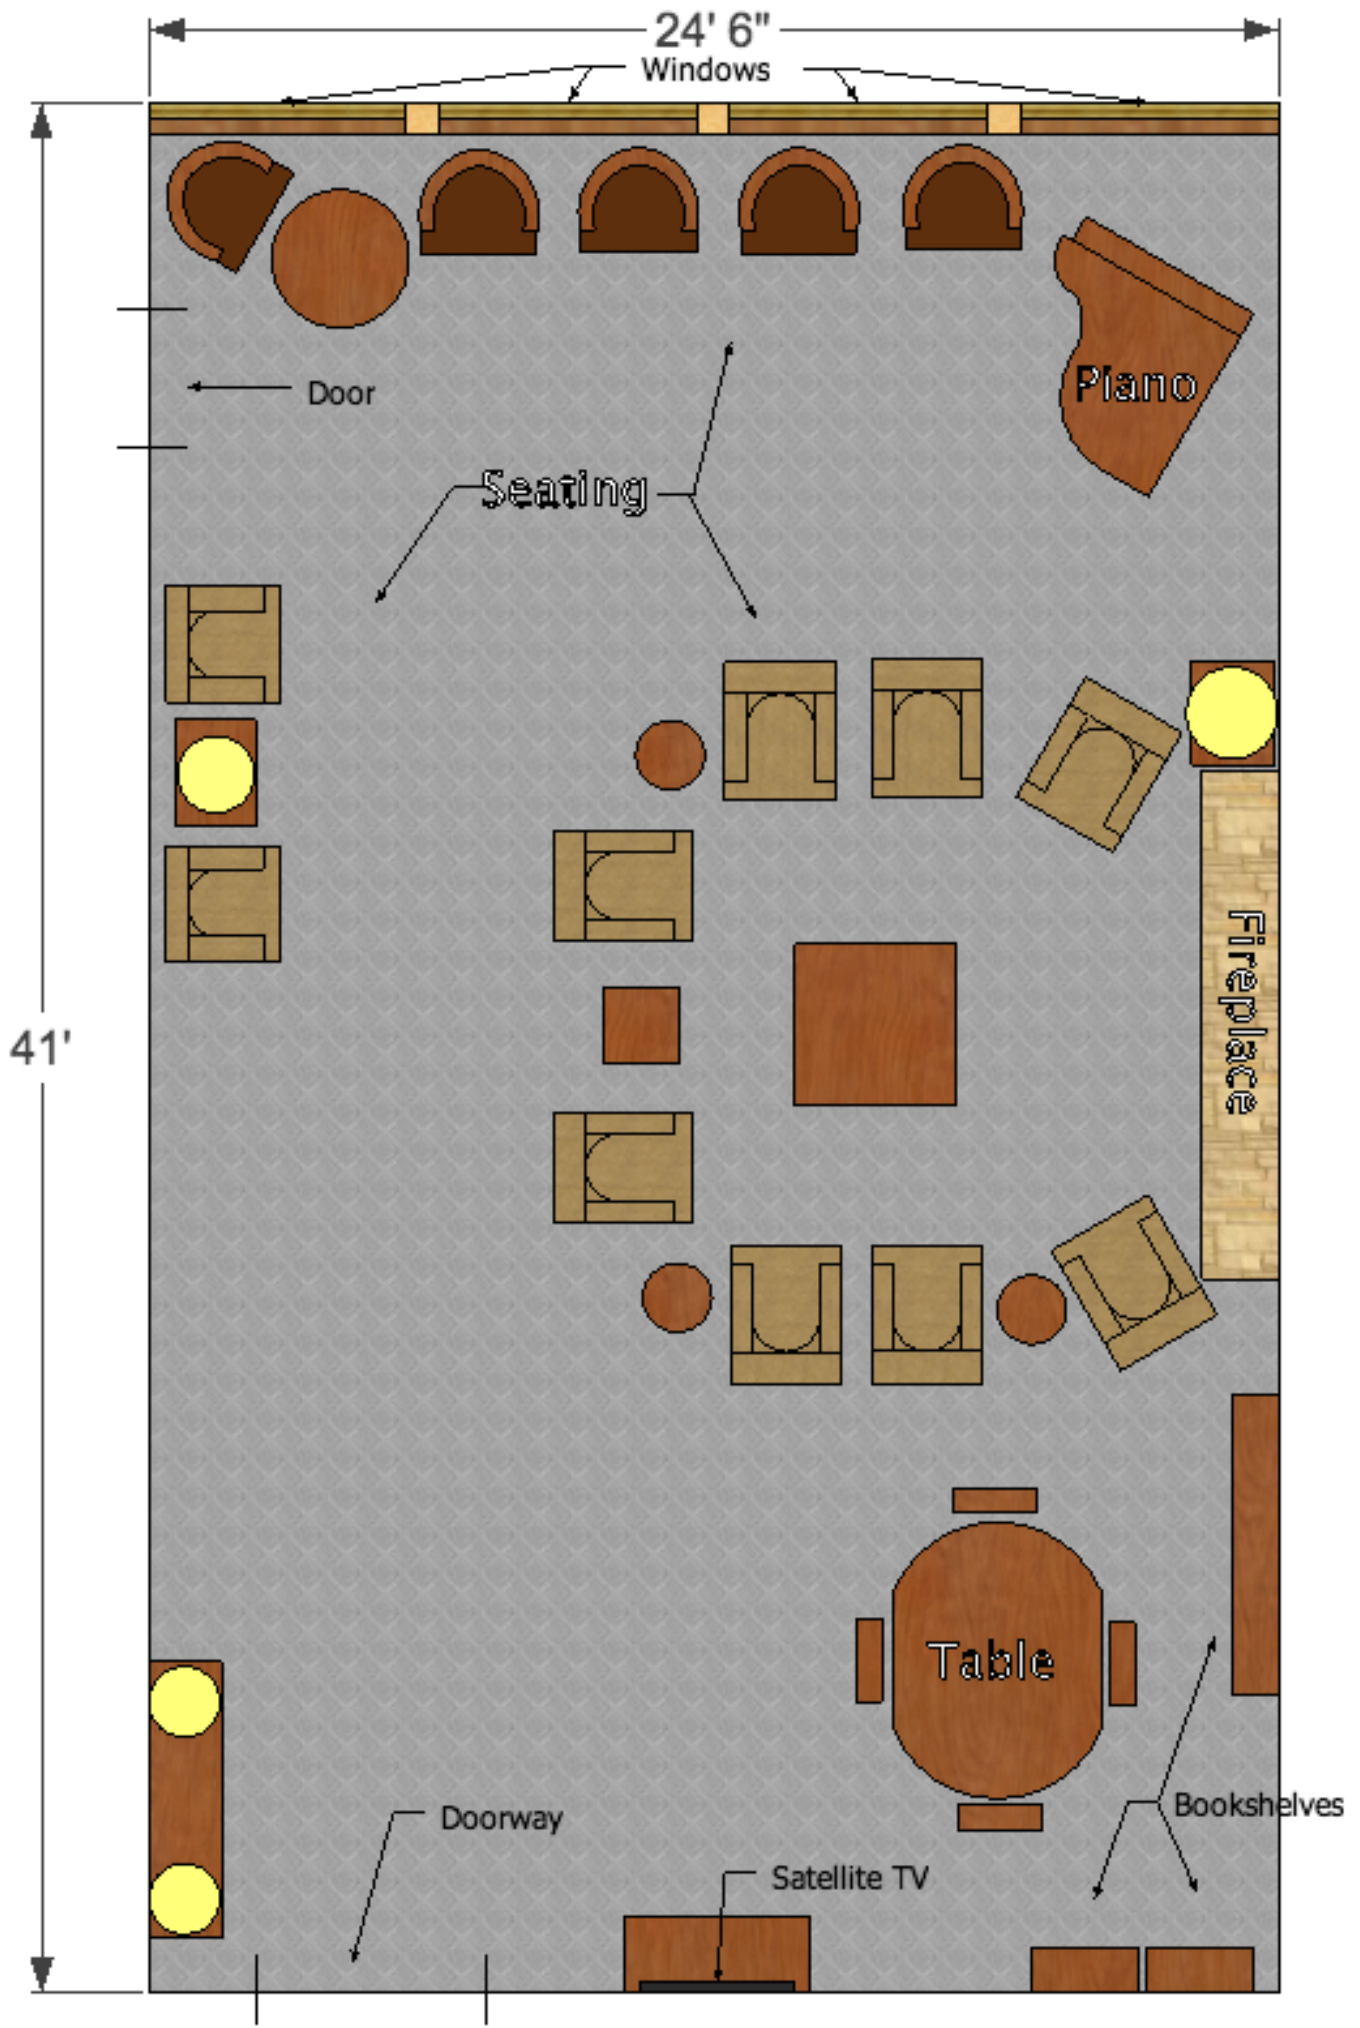 24' 6"
Windows
Door
Piano
Seating
Fireplace
41'
Table
Bookshelves
Doorway
Satellite TV